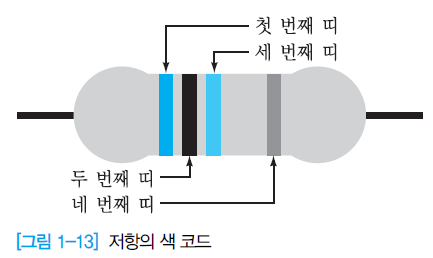 첫 번째 띠
세 번째 띠
두 번째 띠
네 번째 띠
[그림 1-13] 저항의 색 코드